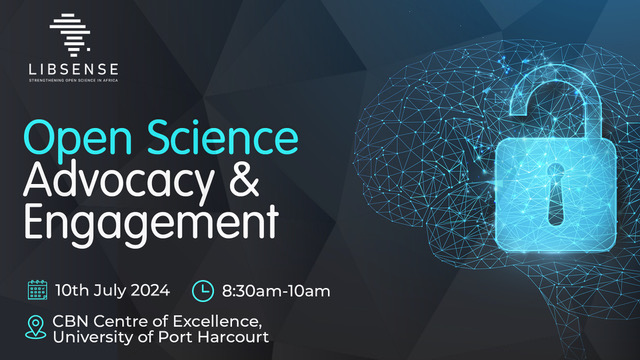 LIBSENSE
STRENGTHENING OPEN SCIENCE IN AFRICA
Open Science
Advocacy &
Engagement
10th July 2024
8:30am-10am
CBN Centre of Excellence,
University of Port Harcourt